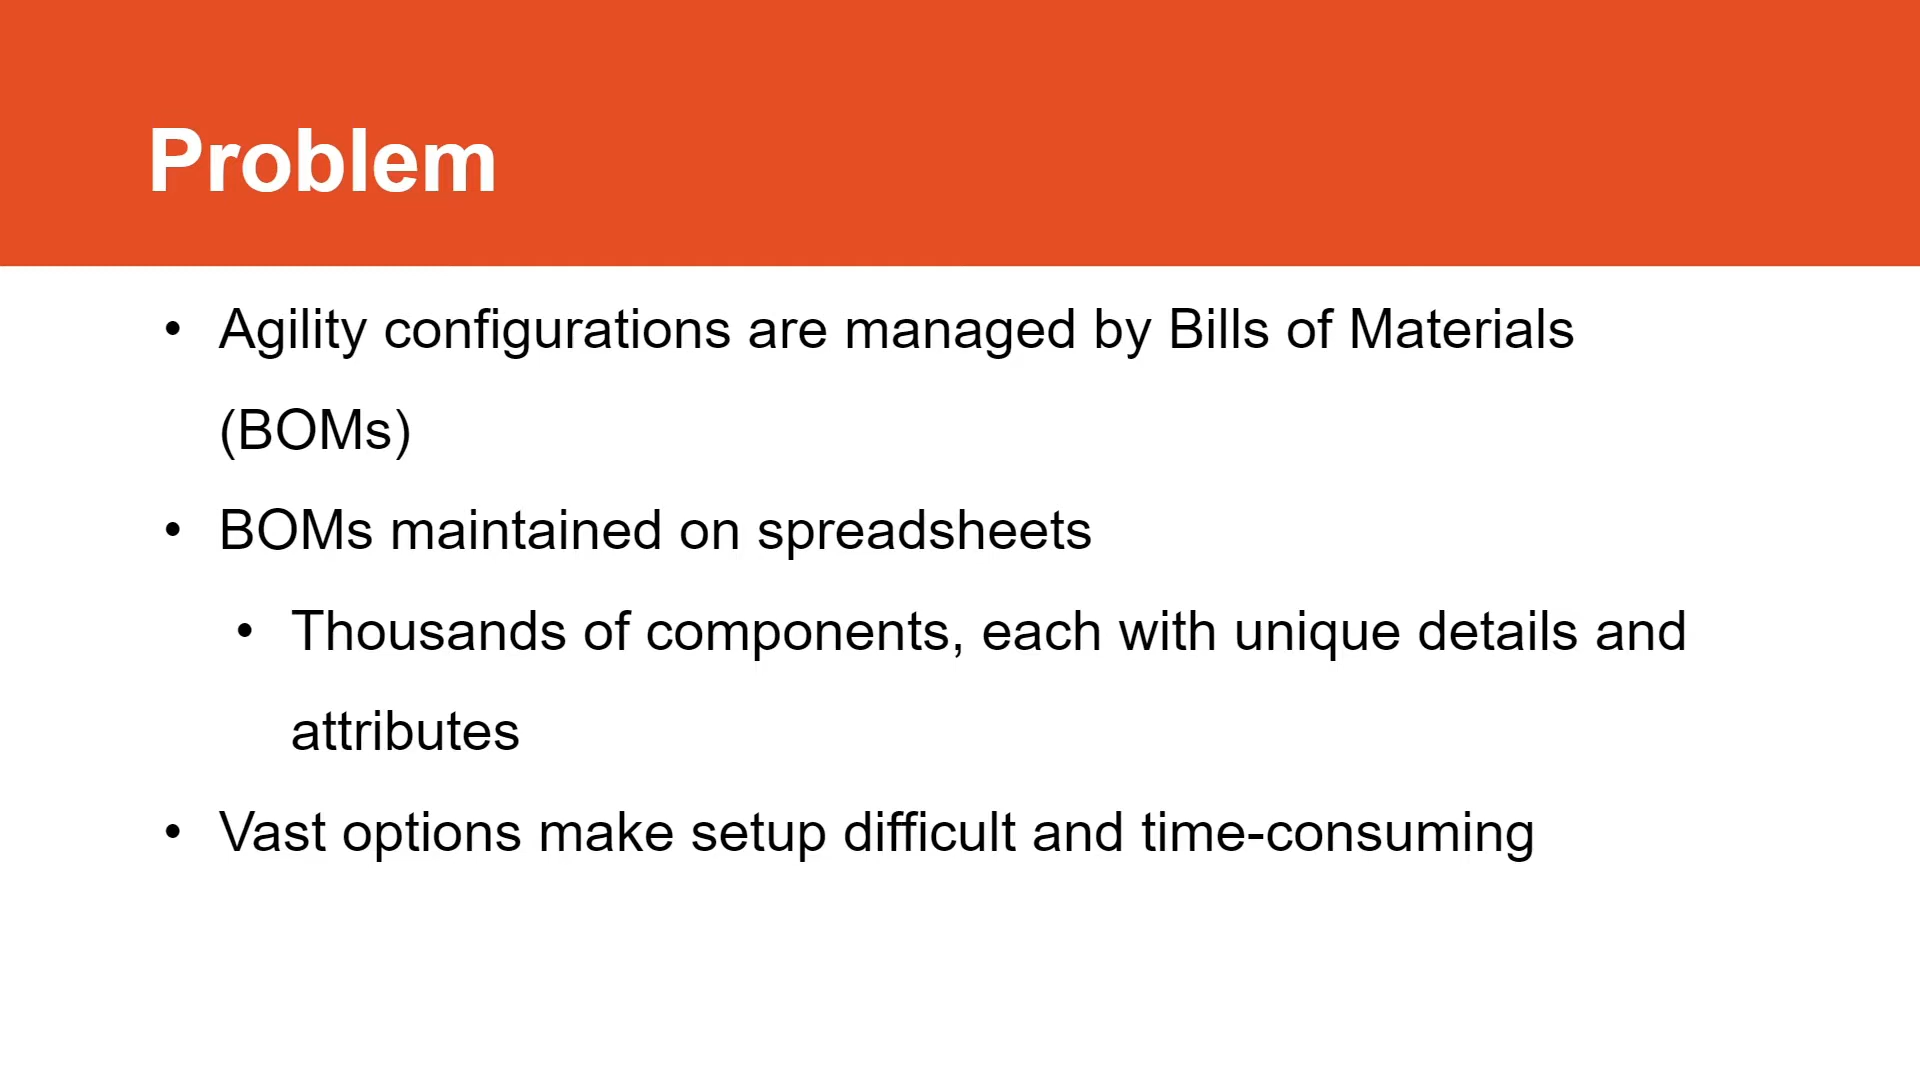 Problem
• Agility configurations are managed by Bills of Materials
(BOMs)
• BOMs maintained on spreadsheets
• Thousands of components, each with unique details and
attributes
• Vast options make setup difficult and time-consuming